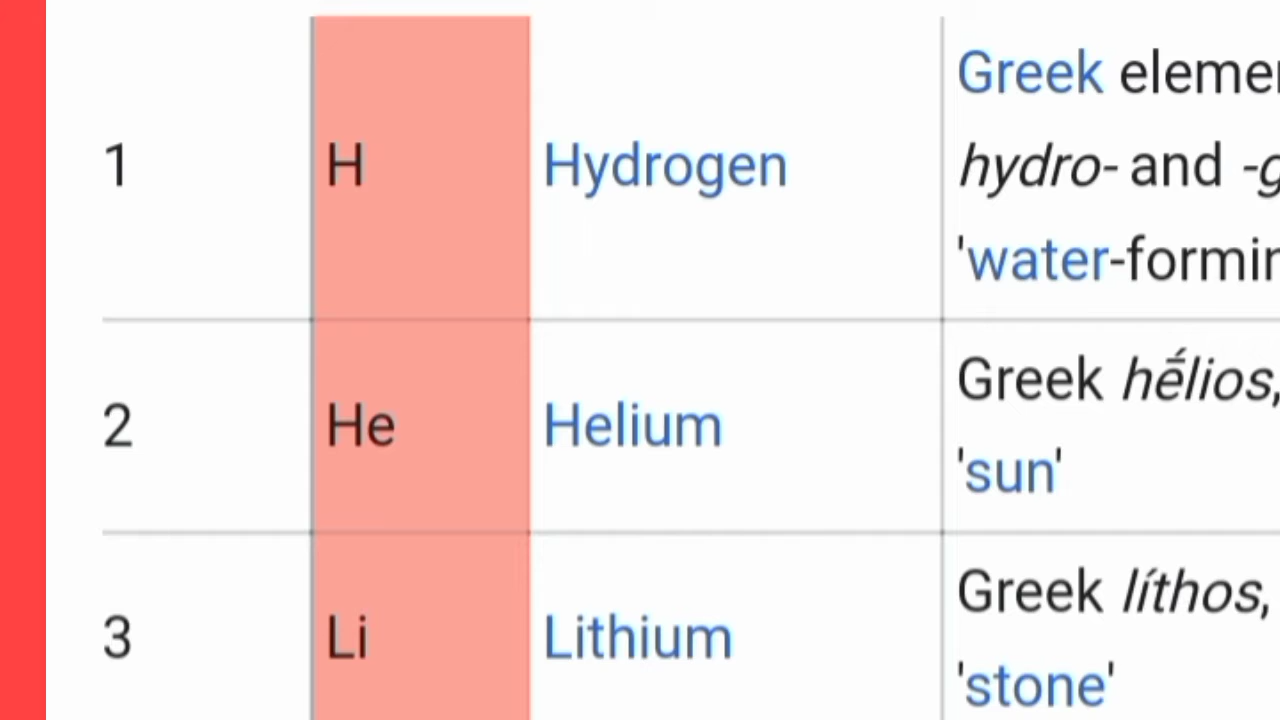 Greek
1 H Hydrogen hydro- and
'water
2 He Helium Greek hḗlios,
'sun'
3 Li Lithium Greek líthos,
'stone'